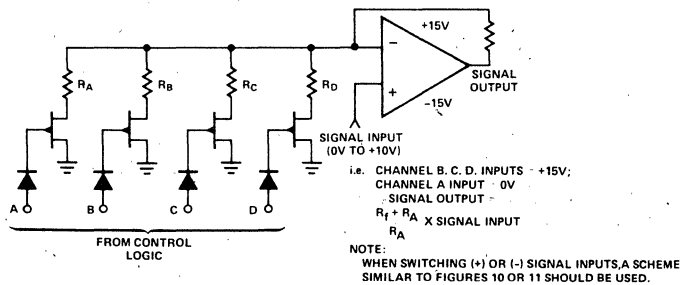 +15V
−
+
−15V
SIGNAL
OUTPUT
RA
RB
RC
RD
SIGNAL INPUT
(0V TO +10V)
A
B
C
D
FROM CONTROL
LOGIC
i.e. CHANNEL B. C. D. INPUTS = +15V;
CHANNEL A INPUT = 0V
SIGNAL OUTPUT =
Rf + RA
X SIGNAL INPUT
RA
NOTE:
WHEN SWITCHING (+) OR (-) SIGNAL INPUTS, A SCHEME
SIMILAR TO FIGURES 10 OR 11 SHOULD BE USED.